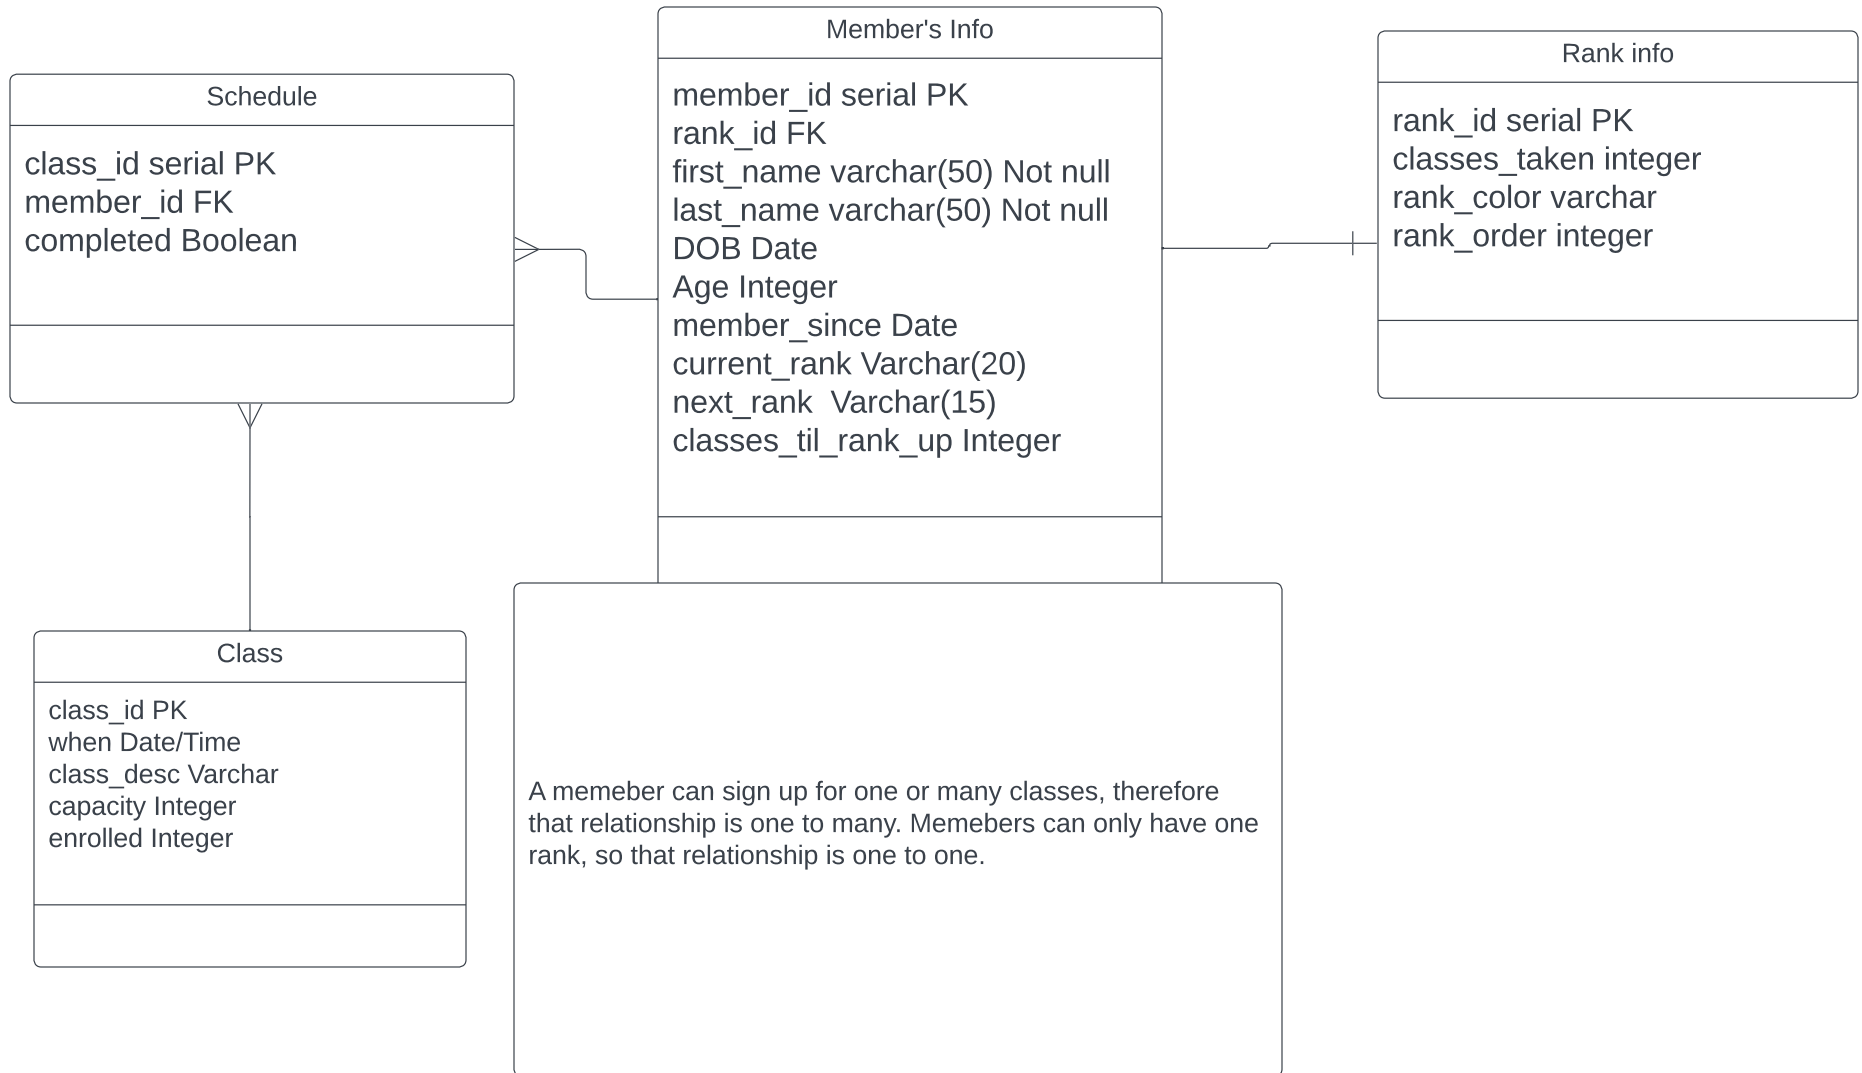 Schedule
class_id serial PK
member_id FK
completed Boolean
Member's Info
member_id serial PK
rank_id FK
first_name varchar(50) Not null
last_name varchar(50) Not null
DOB Date
Age Integer
member_since Date
current_rank Varchar(20)
next_rank  Varchar(15)
classes_til_rank_up Integer
Rank info
rank_id serial PK
classes_taken integer
rank_color varchar
rank_order integer
Class
class_id PK
when Date/Time
class_desc Varchar
capacity Integer
enrolled Integer
A memeber can sign up for one or many classes, therefore
that relationship is one to many. Memebers can only have one
rank, so that relationship is one to one.